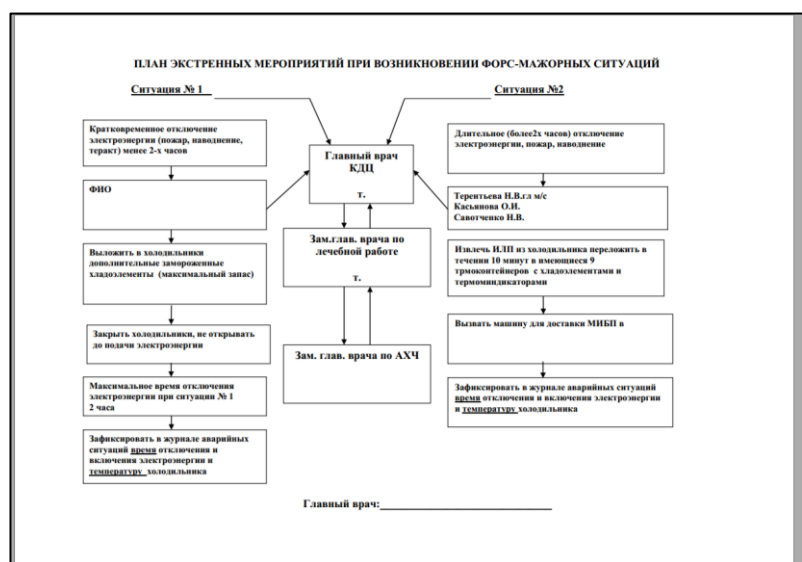 ПЛАН ЭКСТРЕННЫХ МЕРОПРИЯТИЙ ПРИ ВОЗНИКНОВЕНИИ ФОРС-МАЖОРНЫХ СИТУАЦИЙ
Ситуация № 1
Ситуация №2
Кратковременное отключение
электроэнергии (пожар, наводнение,
теракт) менее 2-х часов
ФИО
Выложить в холодильники
дополнительные замороженные
хладоэлементы (максимальный запас)
Закрыть холодильники, не открывать
до подачи электроэнергии
Максимальное время отключения
электроэнергии при ситуации № 1
2 часа
Зафиксировать в журнале аварийных
ситуаций время отключения и
включения электроэнергии и
температуру холодильника
Главный врач
КДЦ
т.
Зам.глав. врача по
лечебной работе
т.
Зам. глав. врача по АХЧ
Длительное (более2х часов) отключение
электроэнергии, пожар, наводнение
Терентьева Н.В.гл м/с
Касьянова О.И.
Савотченко Н.В.
Извлечь ИЛП из холодильника переложить в
течении 10 минут в имеющиеся 9
трмоконтейнеров с хладоэлементами и
термоиндикаторами
Вызвать машину для доставки МИБП в
Зафиксировать в журнале аварийных ситуаций
время отключения и включения электроэнергии
и температуру холодильника
Главный врач: